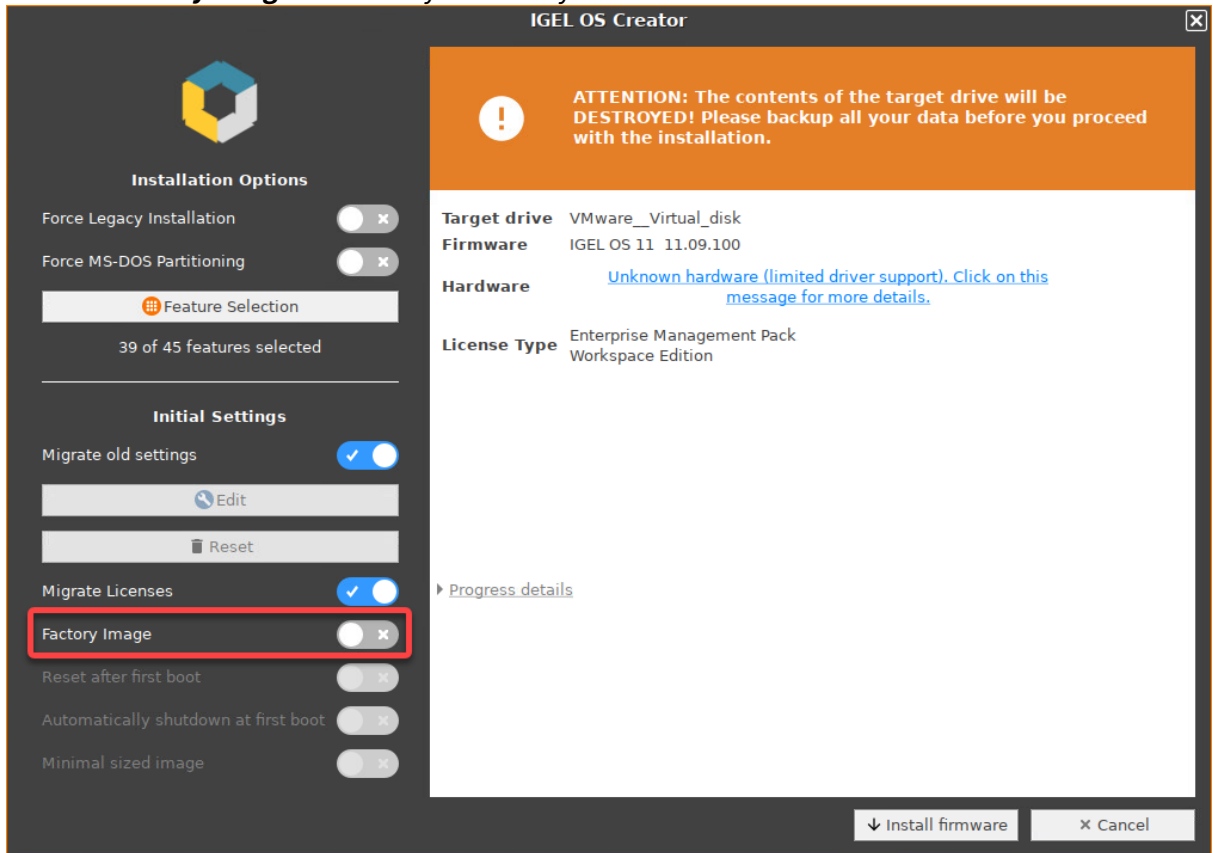 IGEL OS Creator
Installation Options
Force Legacy Installation
Force MS-DOS Partitioning
Feature Selection
39 of 45 features selected
Initial Settings
Migrate old settings
Edit
Reset
Migrate Licenses
Factory Image
Reset after first boot
Automatically shutdown at first boot
Minimal sized image
ATTENTION: The contents of the target drive will be
DESTROYED! Please backup all your data before you proceed
with the installation.
Target drive VMware__Virtual_disk
Firmware IGEL OS 11 11.09.100
Hardware Unknown hardware (limited driver support). Click on this
message for more details.
License Type Enterprise Management Pack
Workspace Edition
Progress details
Install firmware
Cancel